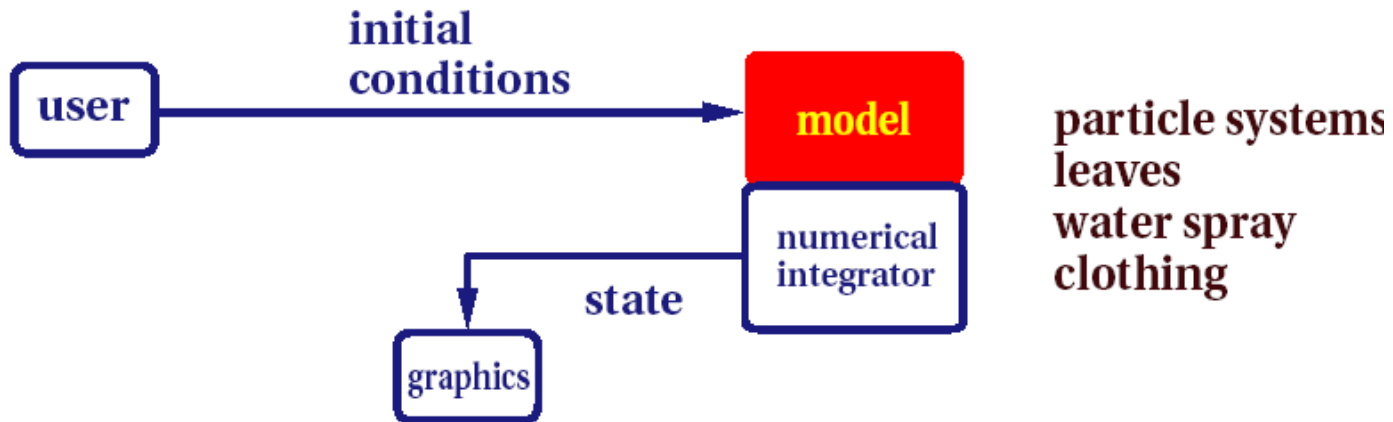 initial
conditions
user
model
particle systems
leaves
water spray
clothing
numerical
integrator
state
graphics